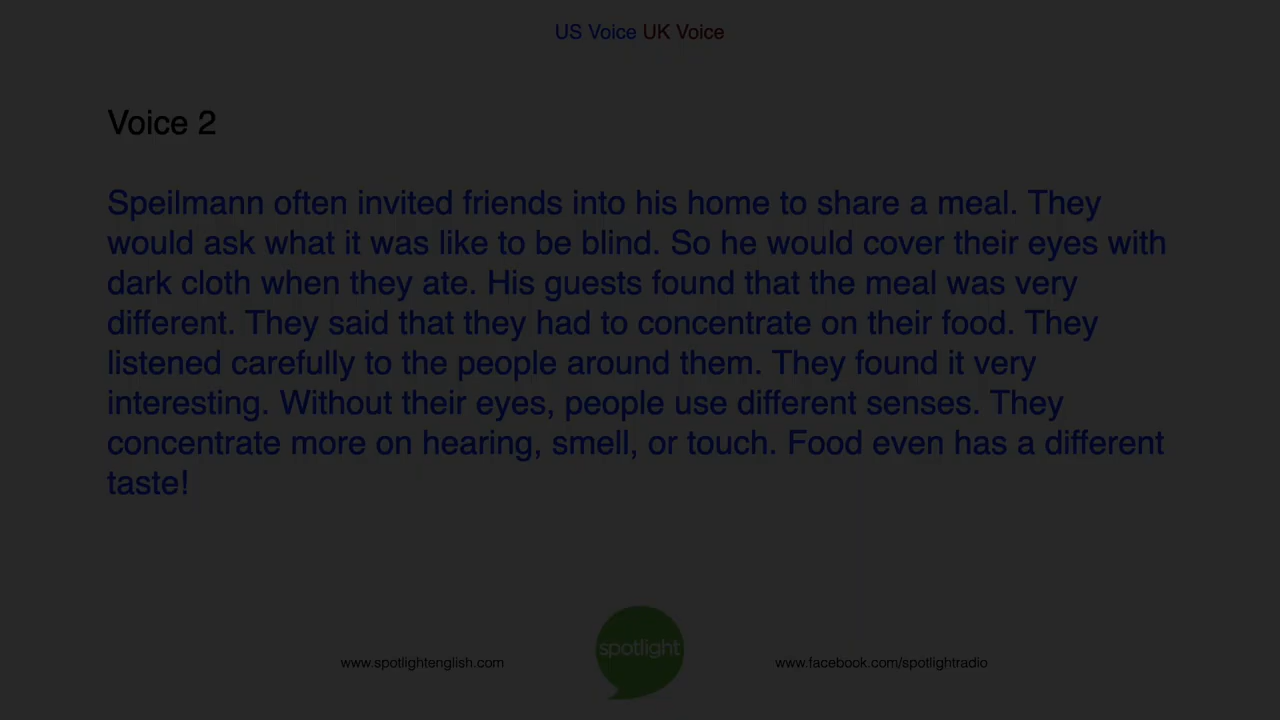 US Voice UK Voice
Voice 2
Speilmann often invited friends into his home to share a meal. They
would ask what it was like to be blind. So he would cover their eyes with
dark cloth when they ate. His guests found that the meal was very
different. They said that they had to concentrate on their food. They
listened carefully to the people around them. They found it very
interesting. Without their eyes, people use different senses. They
concentrate more on hearing, smell, or touch. Food even has a different
taste!
spotlight
www.spotlightenglish.com
www.facebook.com/spotlightradio